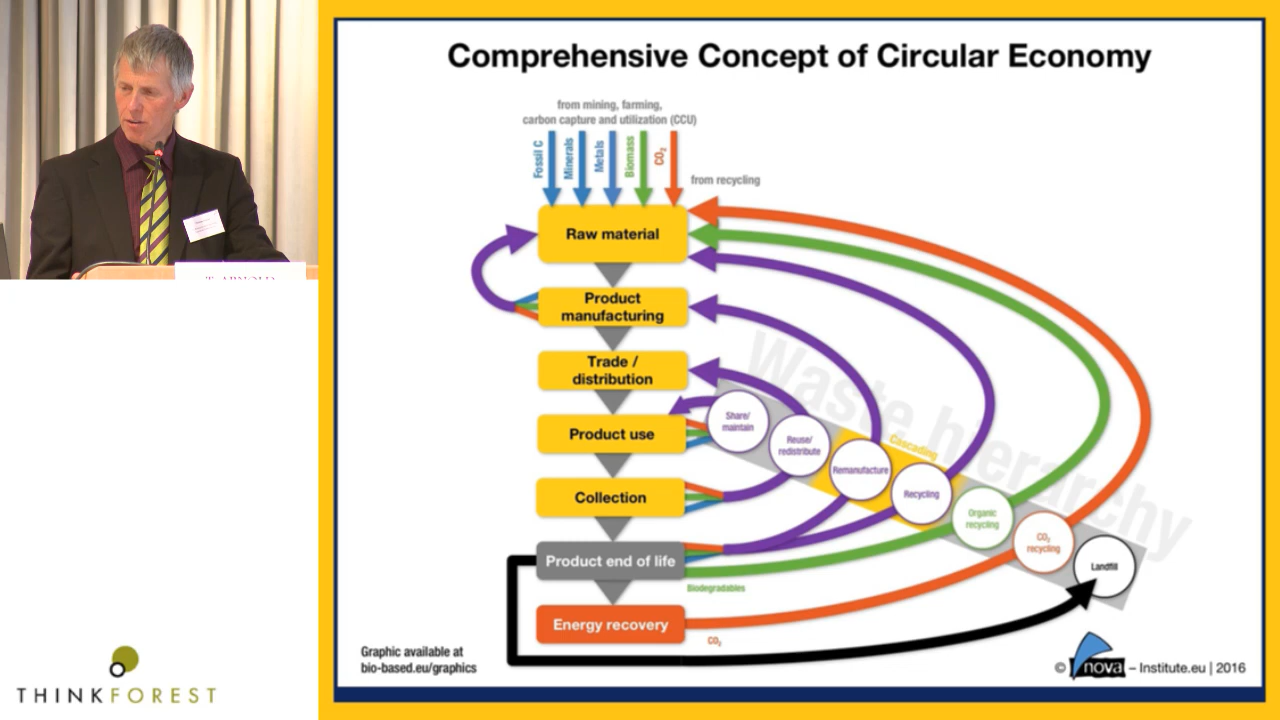 Comprehensive Concept of Circular Economy
from mining, farming,
carbon capture and utilization (CCU)
Fossil C
Minerals
Metals
Biomass
CO₂
from recycling
Raw material
Product
manufacturing
Trade /
distribution
Product use
Collection
Product end of life
Energy recovery
Waste hierarchy
Share/
maintain
Reuse/
redistribute
Cascading
Remanufacture
Recycling
Organic
recycling
CO₂
recycling
Landfill
Biodegradables
CO₂
Graphic available at
bio-based.eu/graphics
© nova – Institute.eu | 2016
THINKFOREST